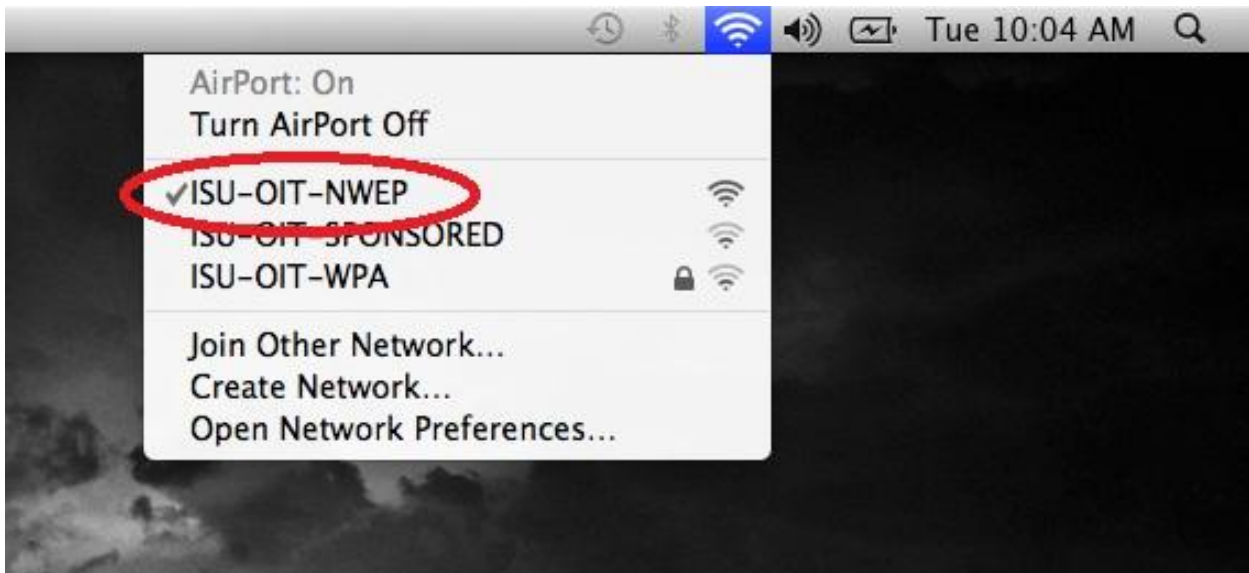 Tue 10:04 AM
AirPort: On
Turn AirPort Off
ISU-OIT-NWEP
ISU-OIT-SPONSORED
ISU-OIT-WPA
Join Other Network...
Create Network...
Open Network Preferences...